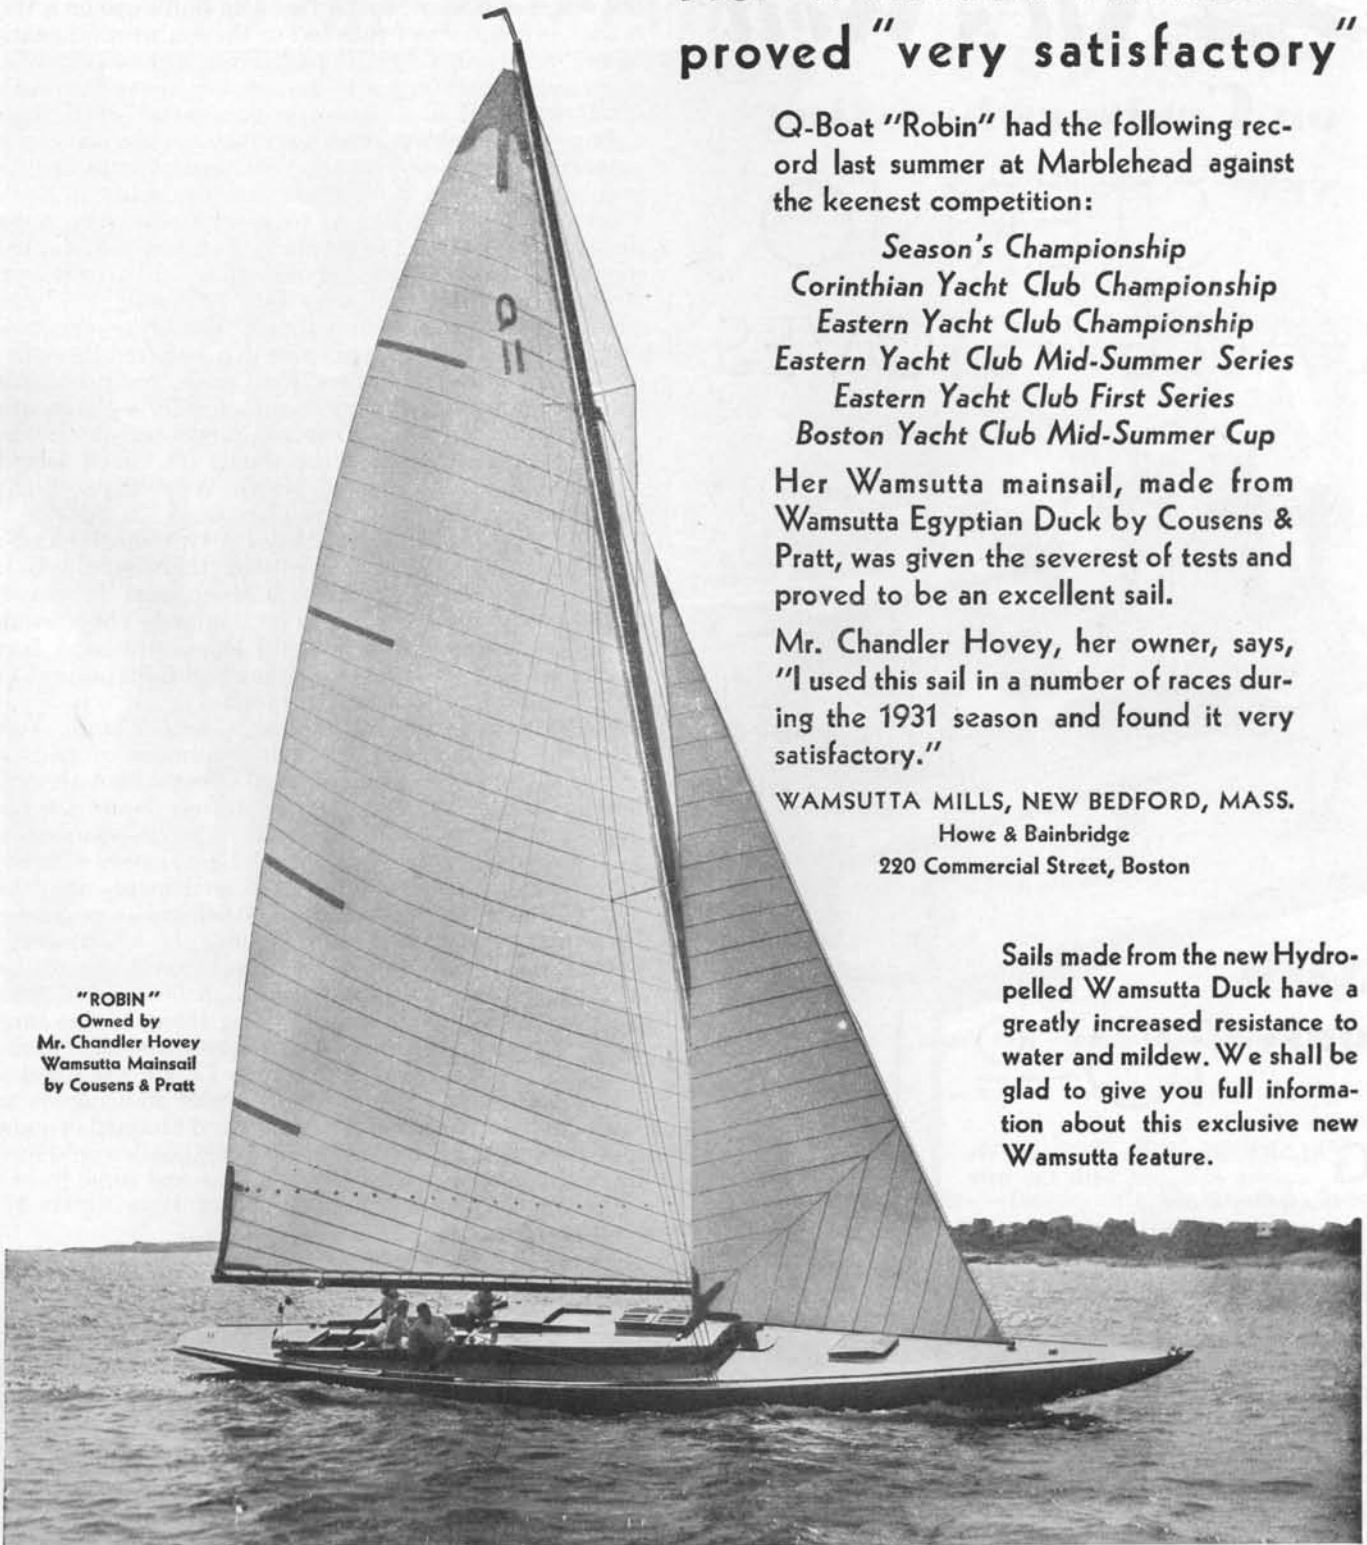 proved "very satisfactory"
Q-Boat "Robin" had the following rec-
ord last summer at Marblehead against
the keenest competition:
Season's Championship
Corinthian Yacht Club Championship
Eastern Yacht Club Championship
Eastern Yacht Club Mid-Summer Series
Eastern Yacht Club First Series
Boston Yacht Club Mid-Summer Cup
Her Wamsutta mainsail, made from
Wamsutta Egyptian Duck by Cousens &
Pratt, was given the severest of tests and
proved to be an excellent sail.
Mr. Chandler Hovey, her owner, says,
"I used this sail in a number of races dur-
ing the 1931 season and found it very
satisfactory."
WAMSUTTA MILLS, NEW BEDFORD, MASS.
Howe & Bainbridge
220 Commercial Street, Boston
Sails made from the new Hydro-
pelled Wamsutta Duck have a
greatly increased resistance to
water and mildew. We shall be
glad to give you full informa-
tion about this exclusive new
Wamsutta feature.
"ROBIN"
Owned by
Mr. Chandler Hovey
Wamsutta Mainsail
by Cousens & Pratt
Q
11